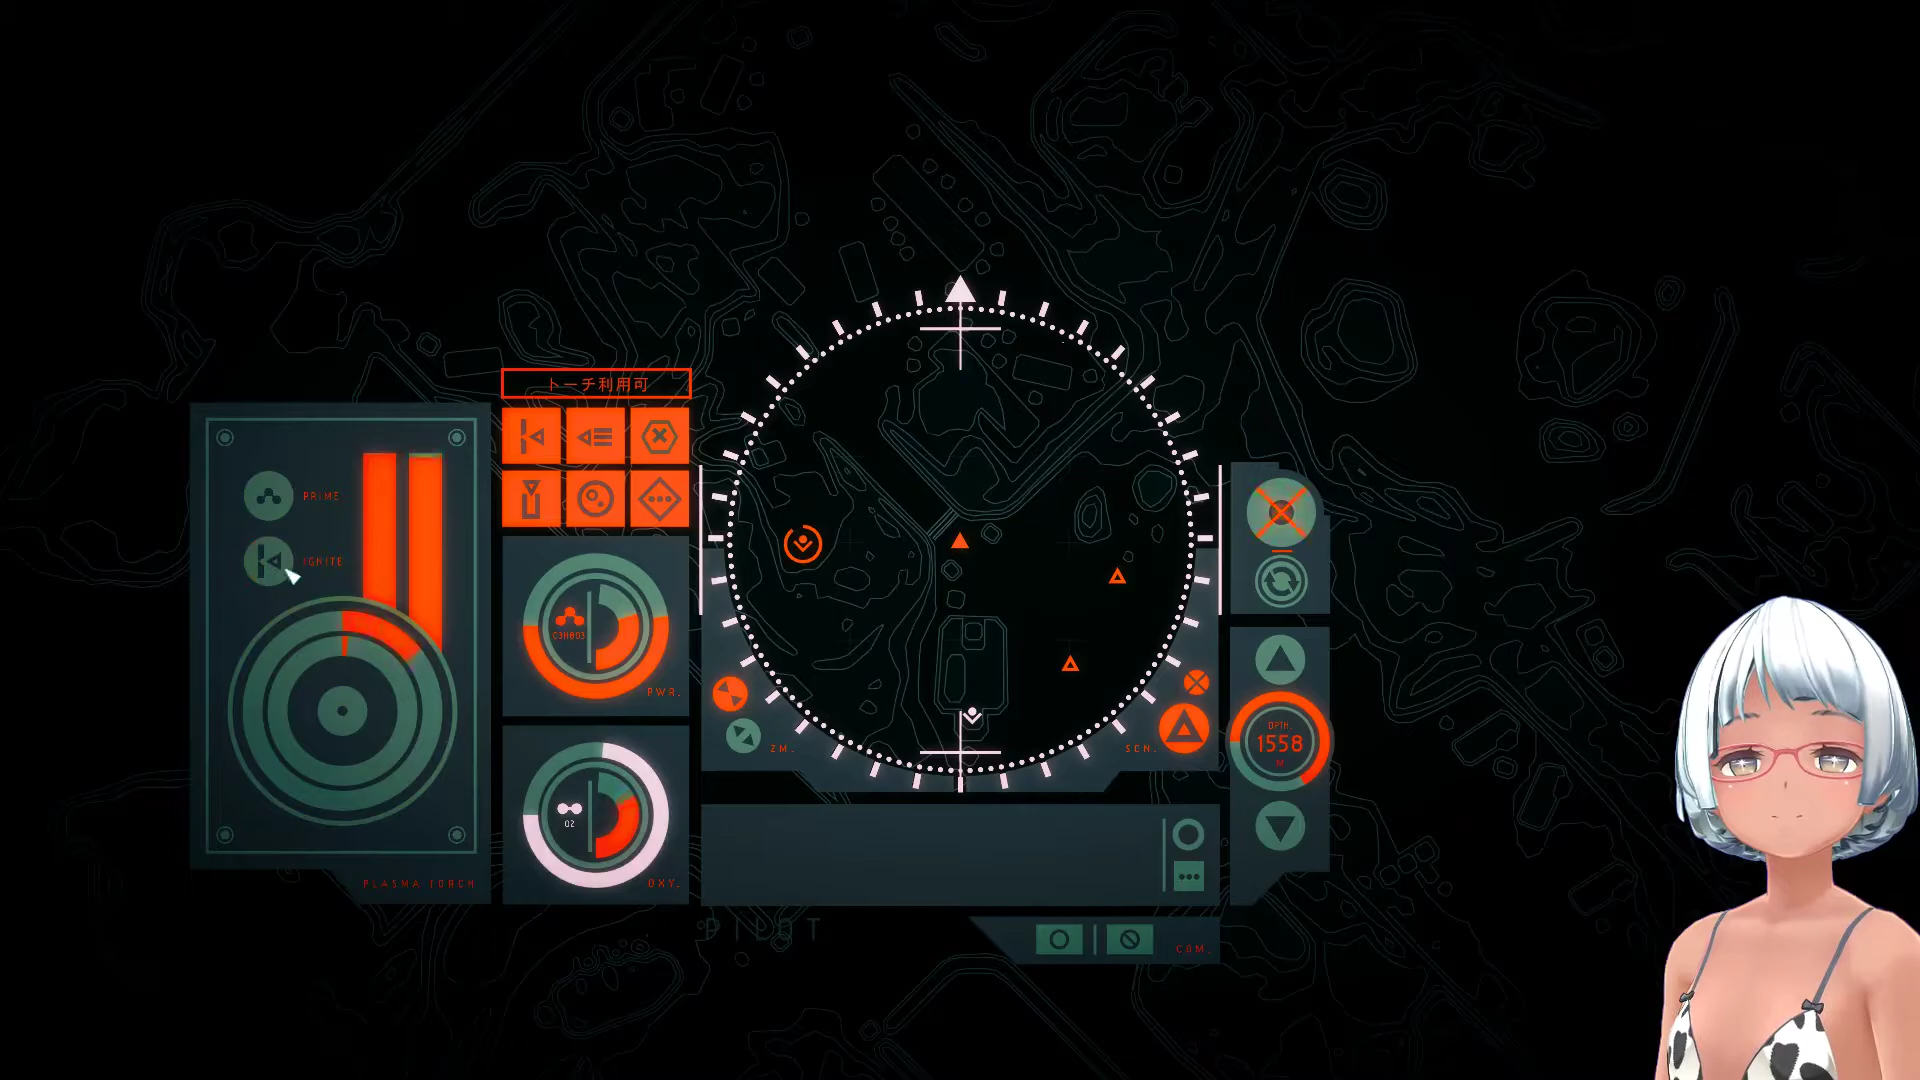 トーチ利用可
PRIME
IGNITE
C3H8O3
PWR.
O2
OXY.
PLASMA TORCH
ZM.
SCN.
DPTH.
1558
M
PILOT
COM.